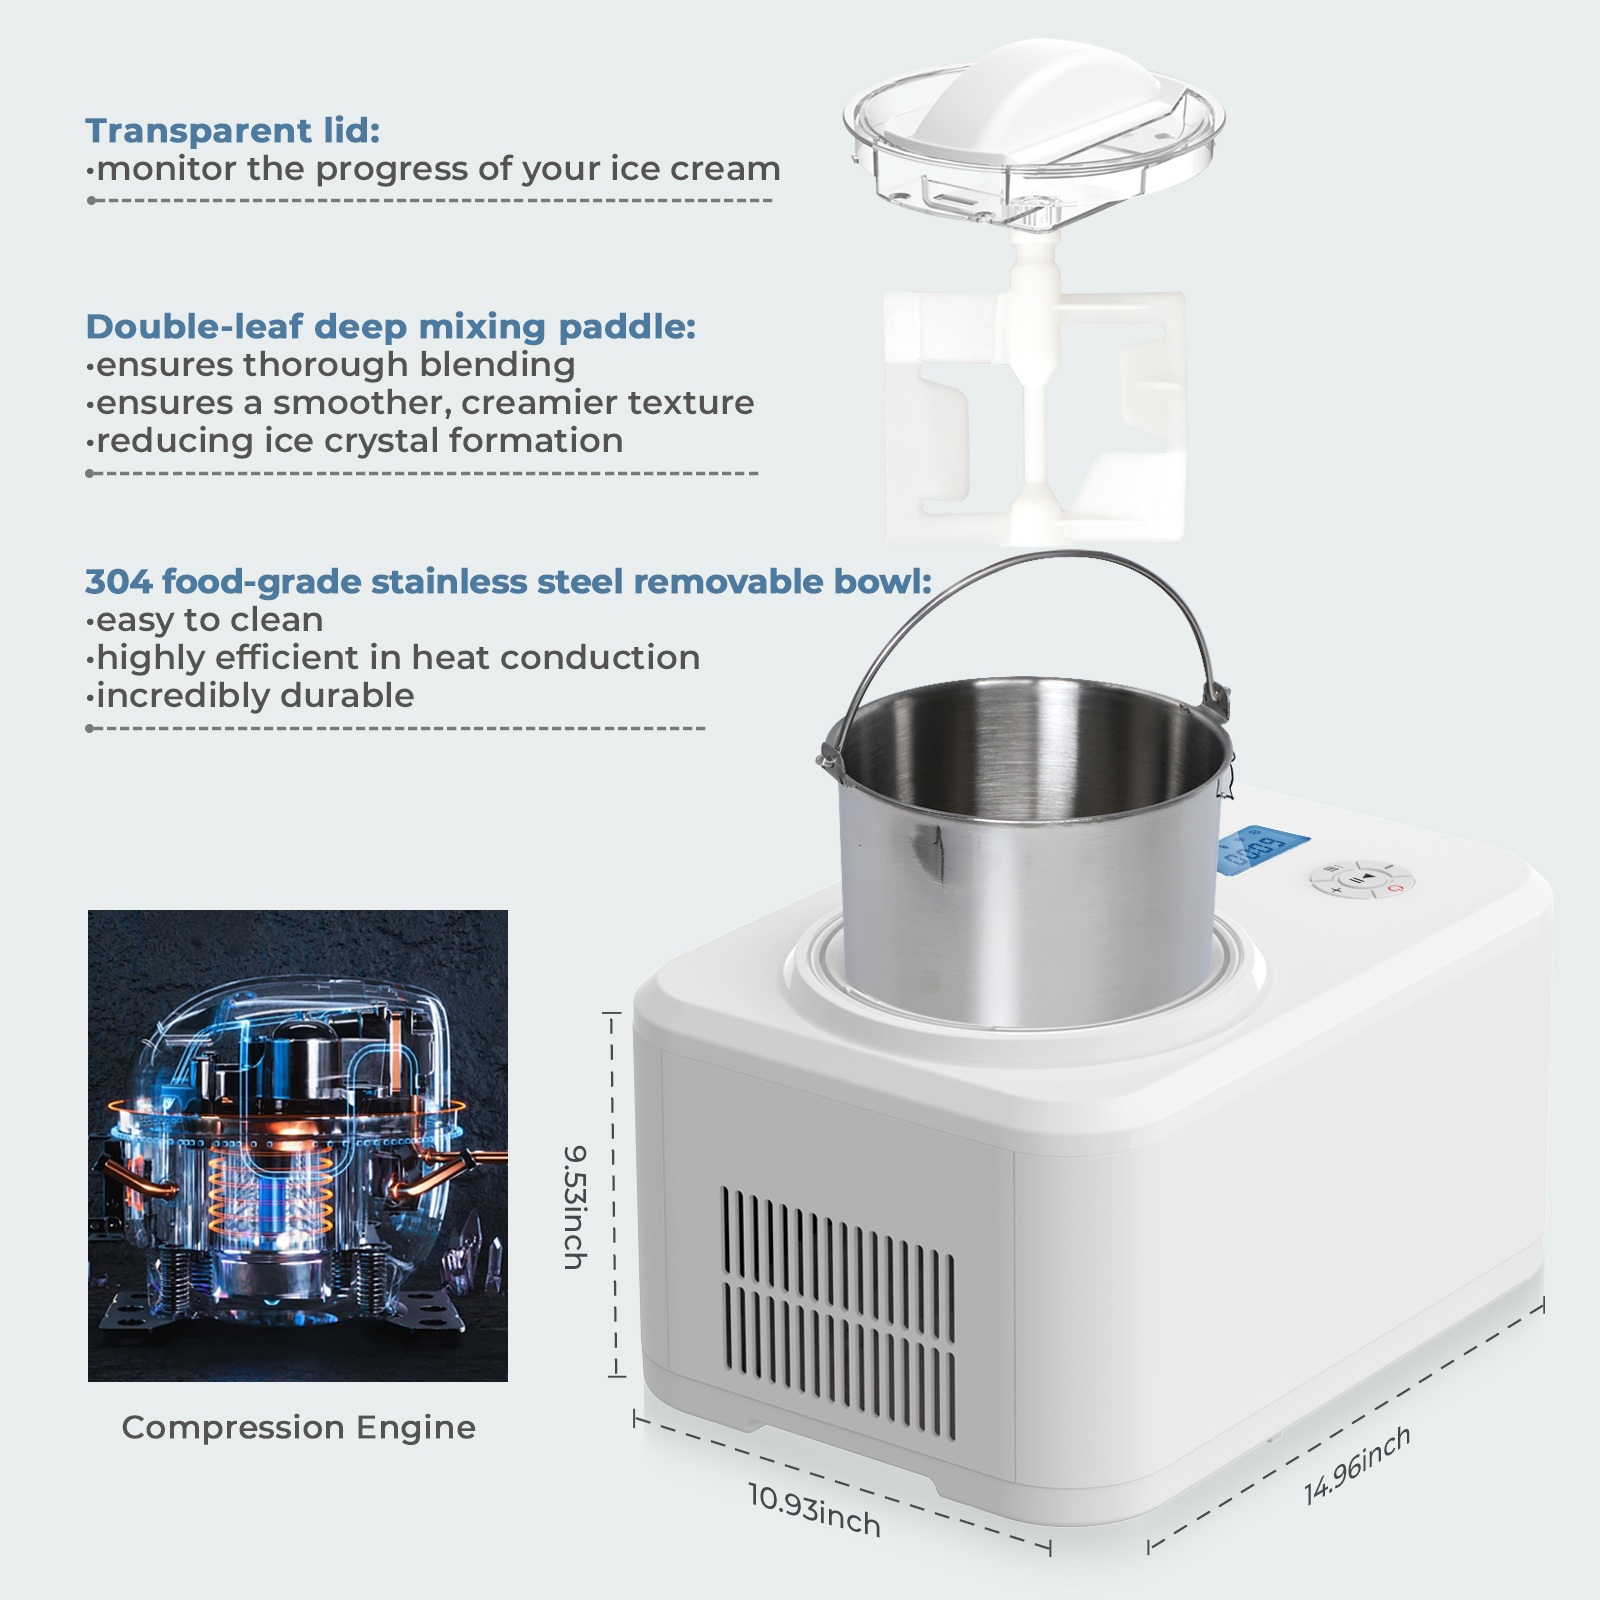 Transparent lid:
•monitor the progress of your ice cream
Double-leaf deep mixing paddle:
•ensures thorough blending
•ensures a smoother, creamier texture
•reducing ice crystal formation
304 food-grade stainless steel removable bowl:
•easy to clean
•highly efficient in heat conduction
•incredibly durable
Compression Engine
9.53inch
10.93inch
14.96inch